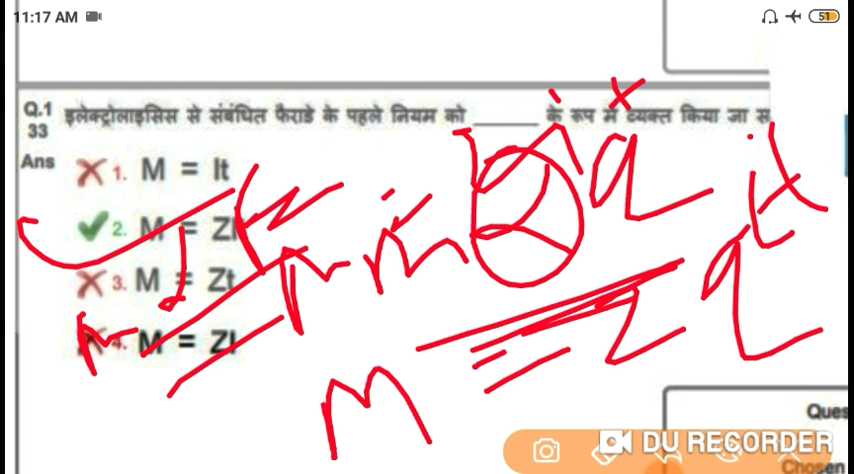 11:17 AM
51
Q.1 इलेक्ट्रोलाइसिस से संबंधित फैराडे के पहले नियम को _____ के रूप में व्यक्त किया जा स
33
Ans 1. M = It
2. M = ZI
3. M = Zt
4. M = ZI
m q it
m = z q
Ques
DU RECORDER
Chosen